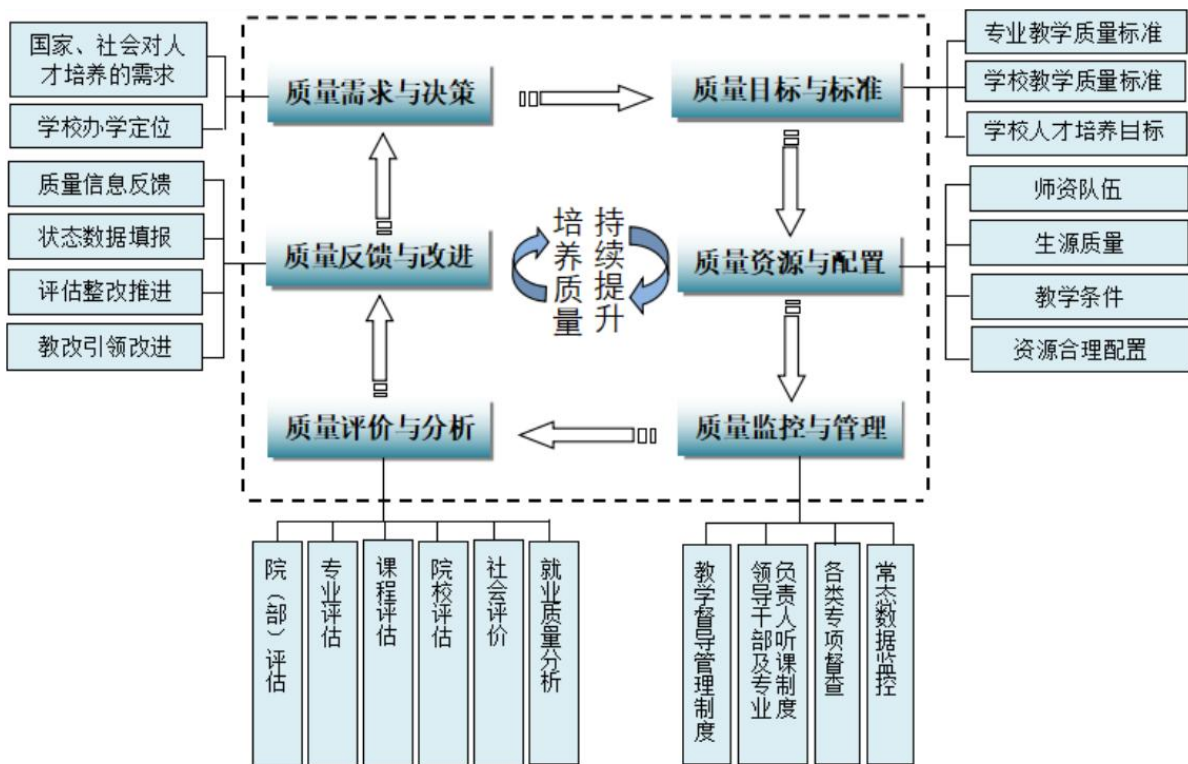 国家、社会对人
才培养的需求
学校办学定位
质量需求与决策
质量目标与标准
专业教学质量标准
学校教学质量标准
学校人才培养目标
质量信息反馈
状态数据填报
评估整改推进
教改引领改进
质量反馈与改进
培养质量
持续提升
质量资源与配置
师资队伍
生源质量
教学条件
资源合理配置
质量评价与分析
质量监控与管理
院（部）评估
专业评估
课程评估
院校评估
社会评价
就业质量分析
教学督导管理制度
领导干部及专业
负责人听课制度
各类专项督查
常态数据监控